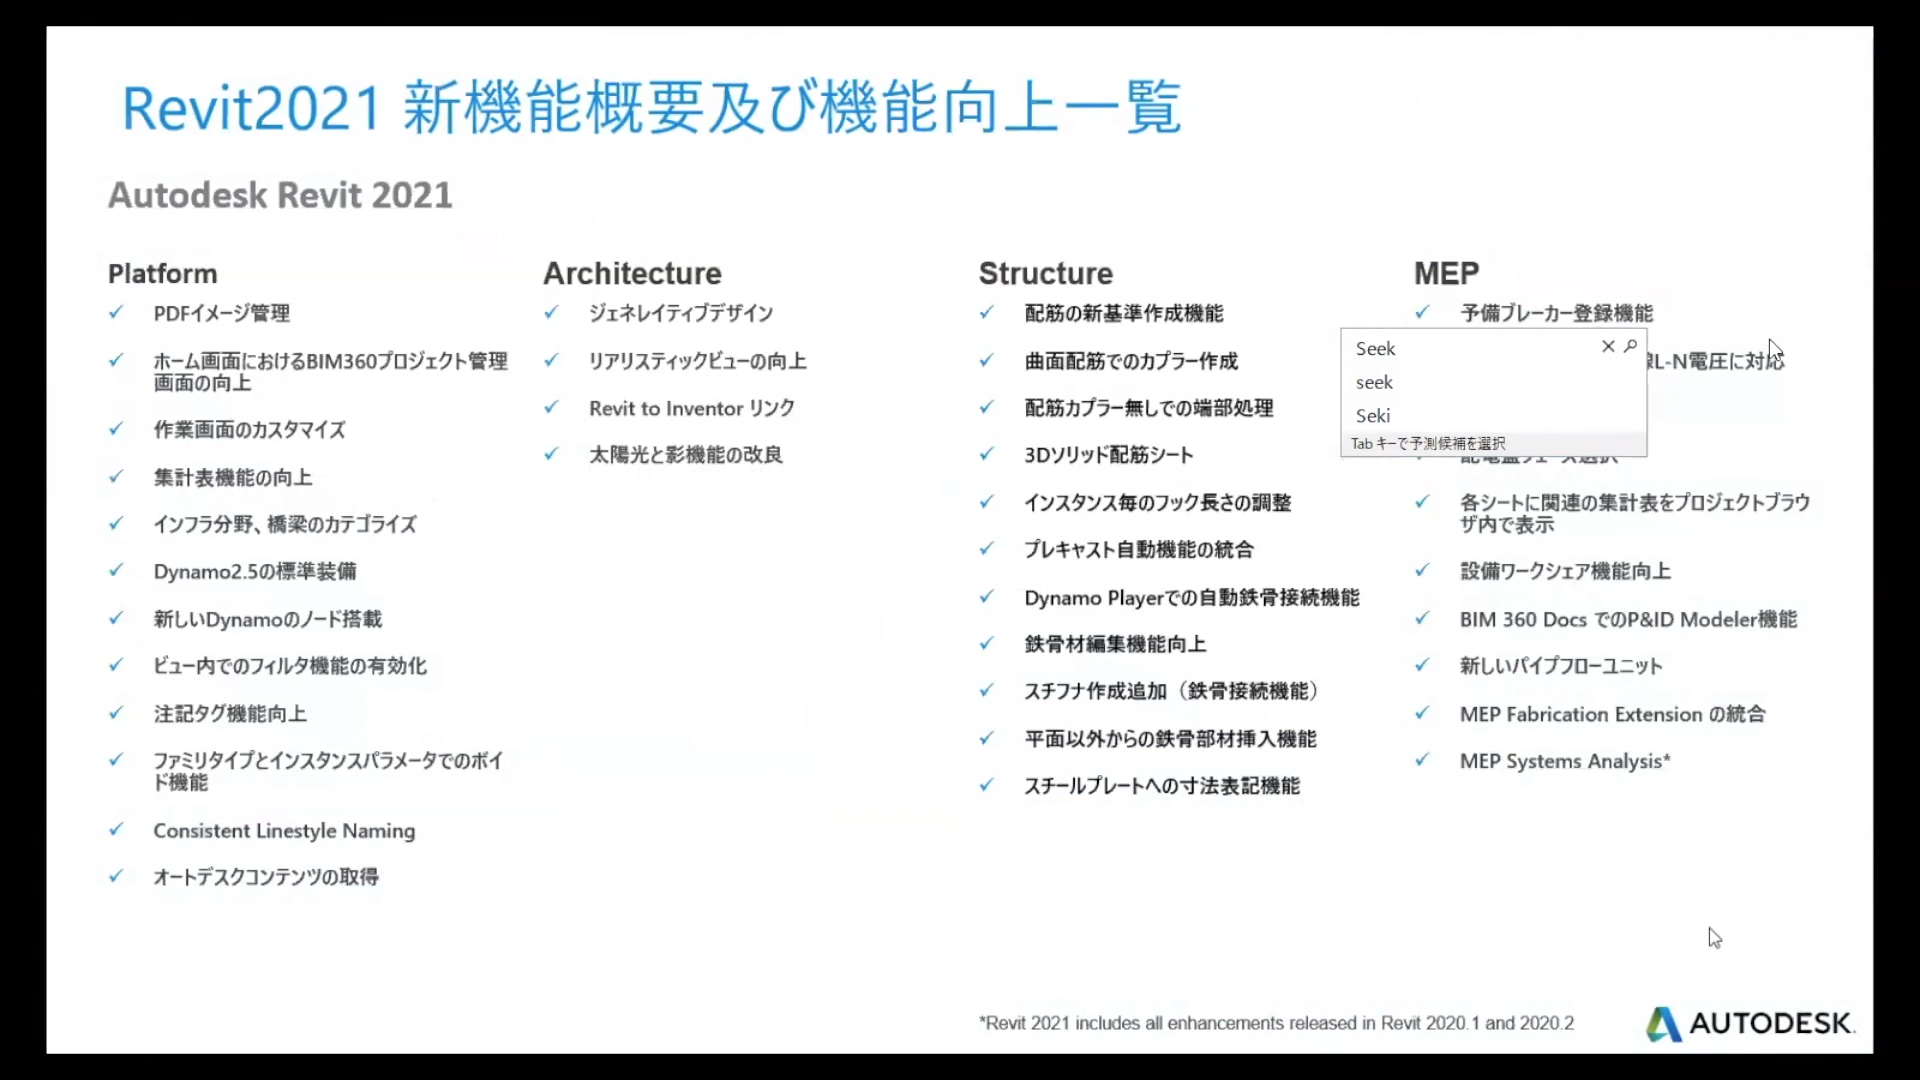 Revit2021 新機能概要及び機能向上一覧
Autodesk Revit 2021
Platform
PDFイメージ管理
ホーム画面におけるBIM360プロジェクト管理
画面の向上
作業画面のカスタマイズ
集計表機能の向上
インフラ分野、橋梁のカテゴライズ
Dynamo2.5の標準装備
新しいDynamoのノード搭載
ビュー内でのフィルタ機能の有効化
注記タグ機能向上
ファミリタイプとインスタンスパラメータでのボイ
ド機能
Consistent Linestyle Naming
オートデスクコンテンツの取得
Architecture
ジェネレイティブデザイン
リアリスティックビューの向上
Revit to Inventor リンク
太陽光と影機能の改良
Structure
配筋の新基準作成機能
曲面配筋でのカプラー作成
配筋カプラー無しでの端部処理
3Dソリッド配筋シート
インスタンス毎のフック長さの調整
プレキャスト自動機能の統合
Dynamo Playerでの自動鉄骨接続機能
鉄骨材編集機能向上
スチフナ作成追加（鉄骨接続機能）
平面以外からの鉄骨部材挿入機能
スチールプレートへの寸法表記機能
MEP
予備ブレーカー登録機能
L-N電圧に対応
Seek
seek
Seki
Tab キーで予測候補を選択
各シートに関連の集計表をプロジェクトブラウ
ザ内で表示
設備ワークシェア機能向上
BIM 360 Docs でのP&ID Modeler機能
新しいパイプフローユニット
MEP Fabrication Extension の統合
MEP Systems Analysis*
*Revit 2021 includes all enhancements released in Revit 2020.1 and 2020.2
AUTODESK.